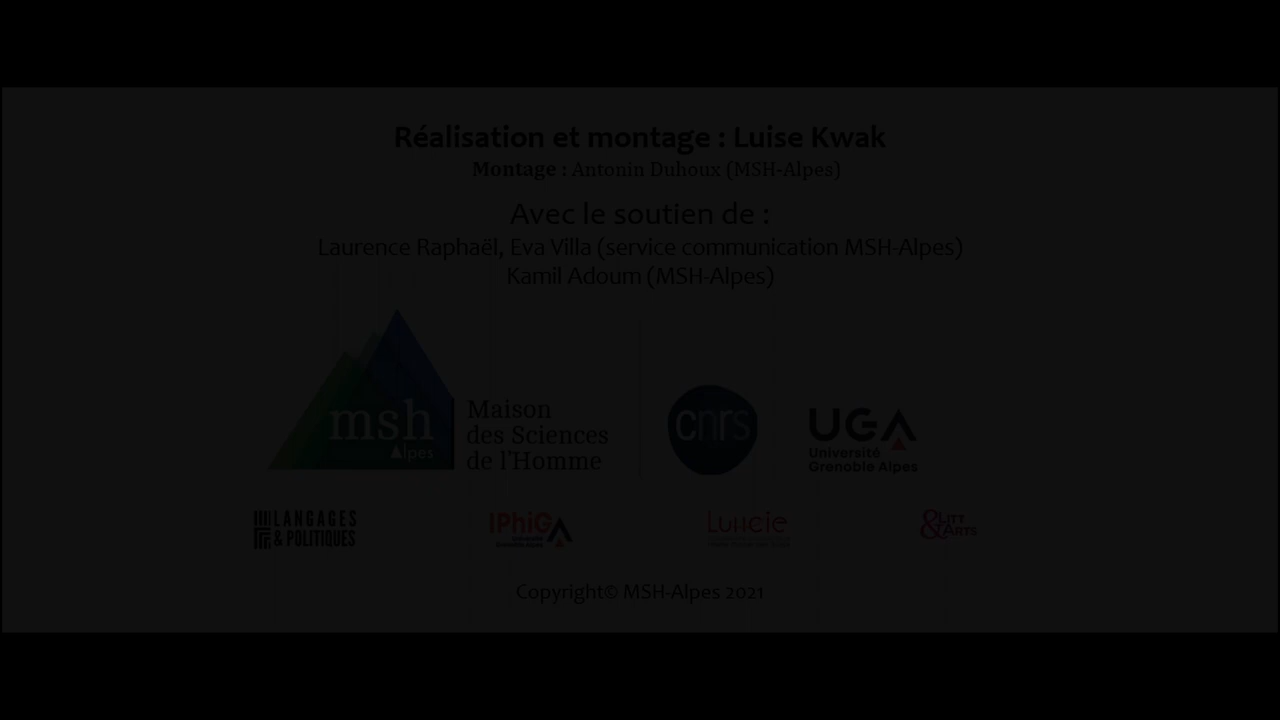 Réalisation et montage : Luise Kwak
Montage : Antonin Duhoux (MSH-Alpes)
Avec le soutien de :
Laurence Raphaël, Eva Villa (service communication MSH-Alpes)
Kamil Adoum (MSH-Alpes)
msh
Alpes
Maison
des Sciences
de l'Homme
cnrs
UGA
Université
Grenoble Alpes
LANGAGES
& POLITIQUES
IPhiG
LUHCIE
&LITT
ARTS
Copyright© MSH-Alpes 2021